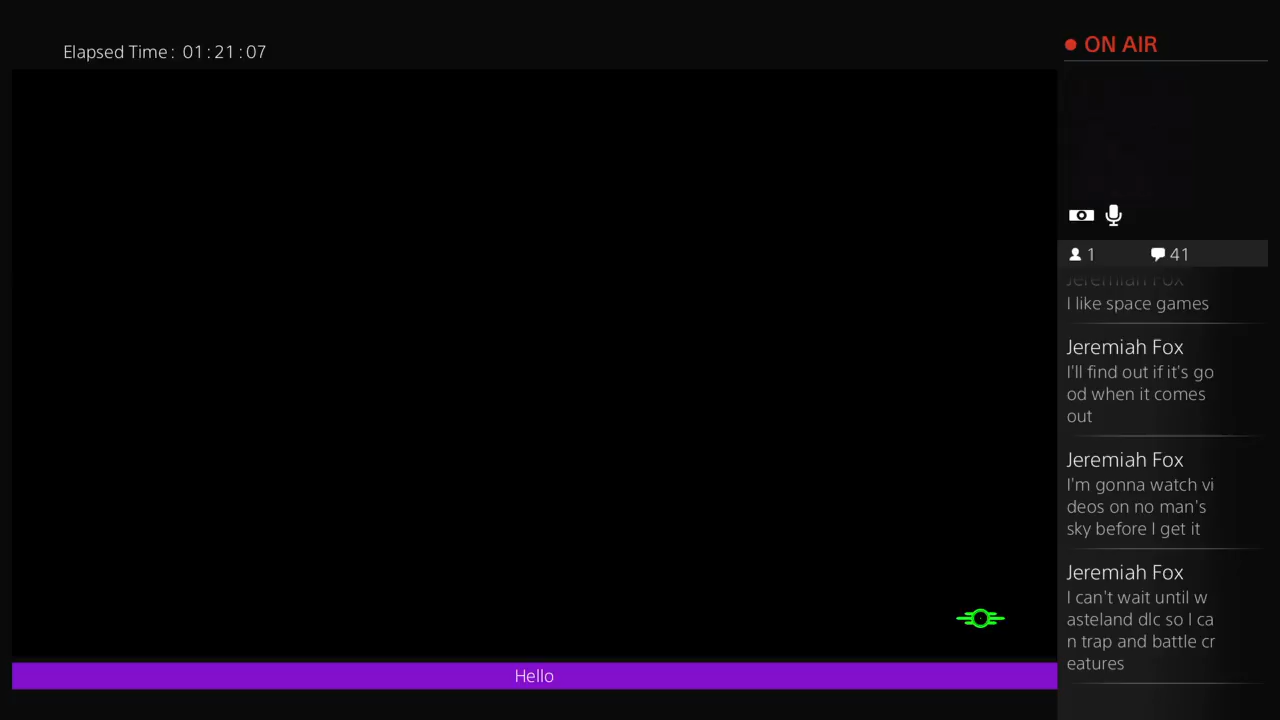 Elapsed Time: 01:21:07
ON AIR
1 41
Jeremiah Fox
I like space games
Jeremiah Fox
I'll find out if it's go
od when it comes
out
Jeremiah Fox
I'm gonna watch vi
deos on no man's
sky before I get it
Jeremiah Fox
I can't wait until w
asteland dlc so I ca
n trap and battle cr
eatures
Hello